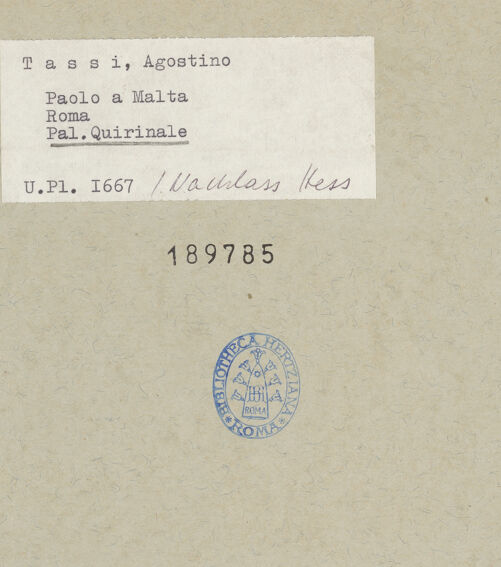 T a s s i, Agostino
Paolo a Malta
Roma
Pal.Quirinale
U.Pl. I667 / Nachlass Hess
189785
BIBLIOTHECA HERTZIANA
ROMA
ROMA